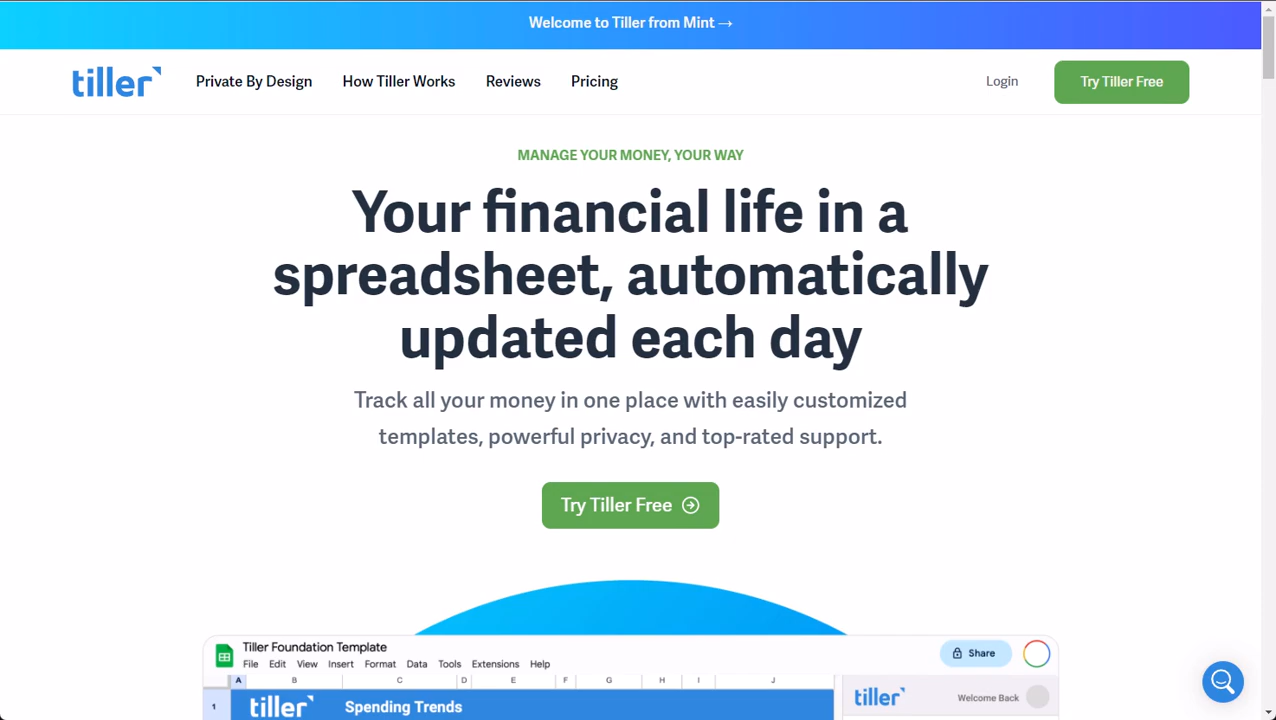 Welcome to Tiller from Mint →
tiller
Private By Design
How Tiller Works
Reviews
Pricing
Login
Try Tiller Free
MANAGE YOUR MONEY, YOUR WAY
Your financial life in a
spreadsheet, automatically
updated each day
Track all your money in one place with easily customized
templates, powerful privacy, and top-rated support.
Try Tiller Free
Tiller Foundation Template
File Edit View Insert Format Data Tools Extensions Help
Share
A B C D E F G H I J
1 tiller Spending Trends
tiller Welcome Back